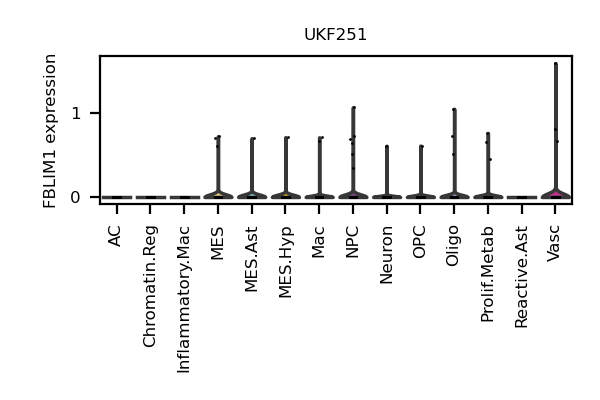 UKF251
FBLIM1 expression
1
0
AC
Chromatin.Reg
Inflammatory.Mac
MES
MES.Ast
MES.Hyp
Mac
NPC
Neuron
OPC
Oligo
Prolif.Metab
Reactive.Ast
Vasc